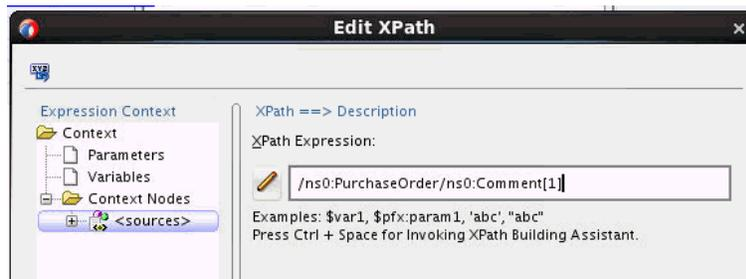 Edit XPath
Expression Context
Context
Parameters
Variables
Context Nodes
<sources>
XPath ==> Description
XPath Expression:
/ns0:PurchaseOrder/ns0:Comment[1]
Examples: $var1, $pfx:param1, 'abc', "abc"
Press Ctrl + Space for Invoking XPath Building Assistant.